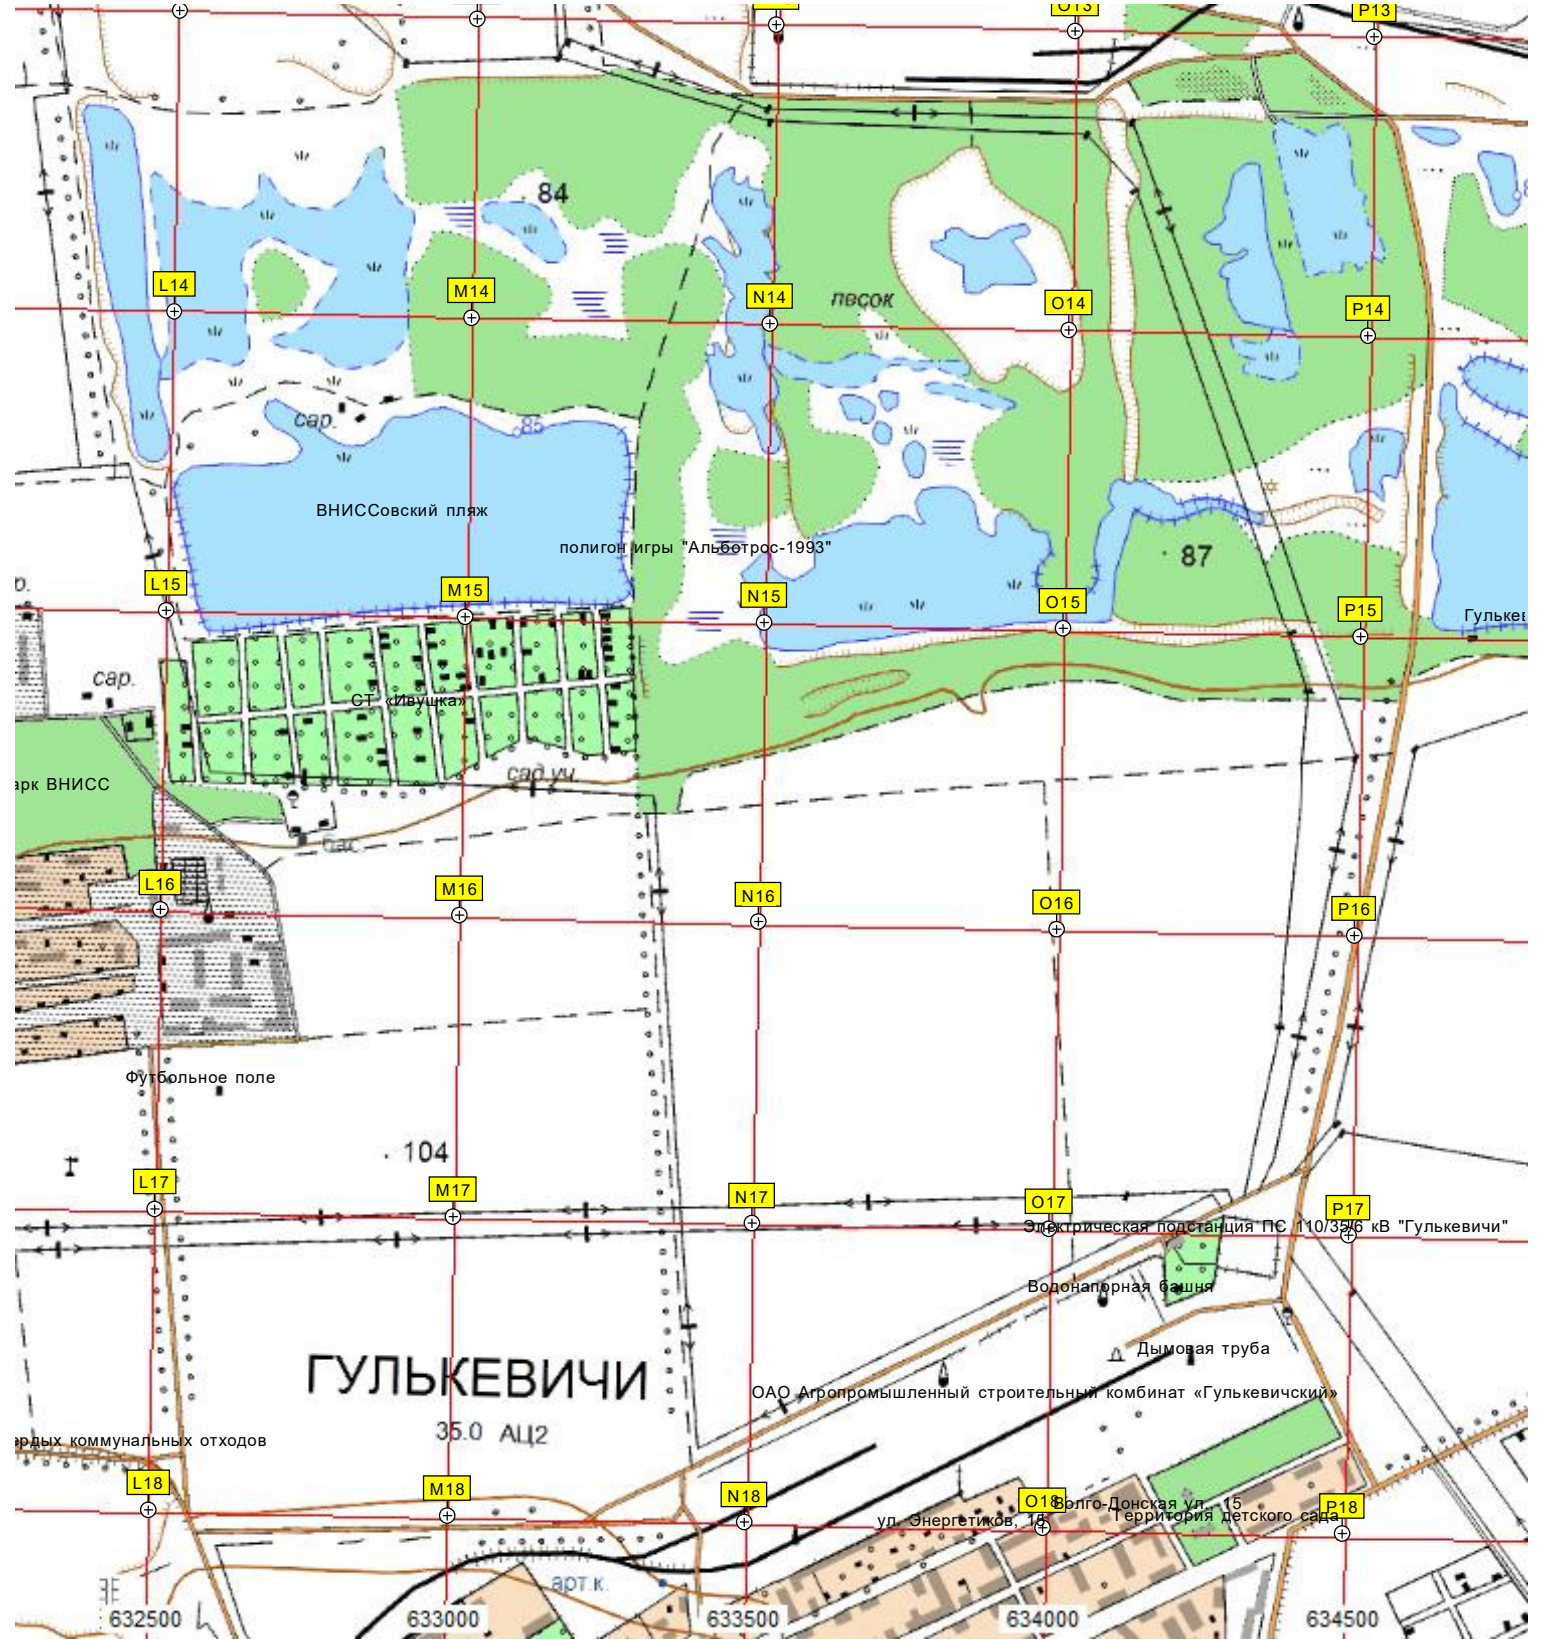 O13
P13
84
L14
M14
N14
песок
O14
P14
сар.
85
ВНИССовский пляж
полигон игры "Альботрос-1993"
87
L15
M15
N15
O15
P15
сар.
СТ «Ивушка»
сад.уч.
арк ВНИСС
бас.
L16
M16
N16
O16
P16
Футбольное поле
104
L17
M17
N17
O17
P17
Электрическая подстанция ПС 110/35/6 кВ "Гулькевичи"
Водонапорная башня
Дымовая труба
ГУЛЬКЕВИЧИ
35.0 АЦ2
ОАО Агропромышленный строительный комбинат «Гулькевичский»
ердых коммунальных отходов
L18
M18
N18
O18
P18
Волго-Донская ул., 15
Территория детского сада
ул. Энергетиков, 15
арт.к.
632500
633000
633500
634000
634500